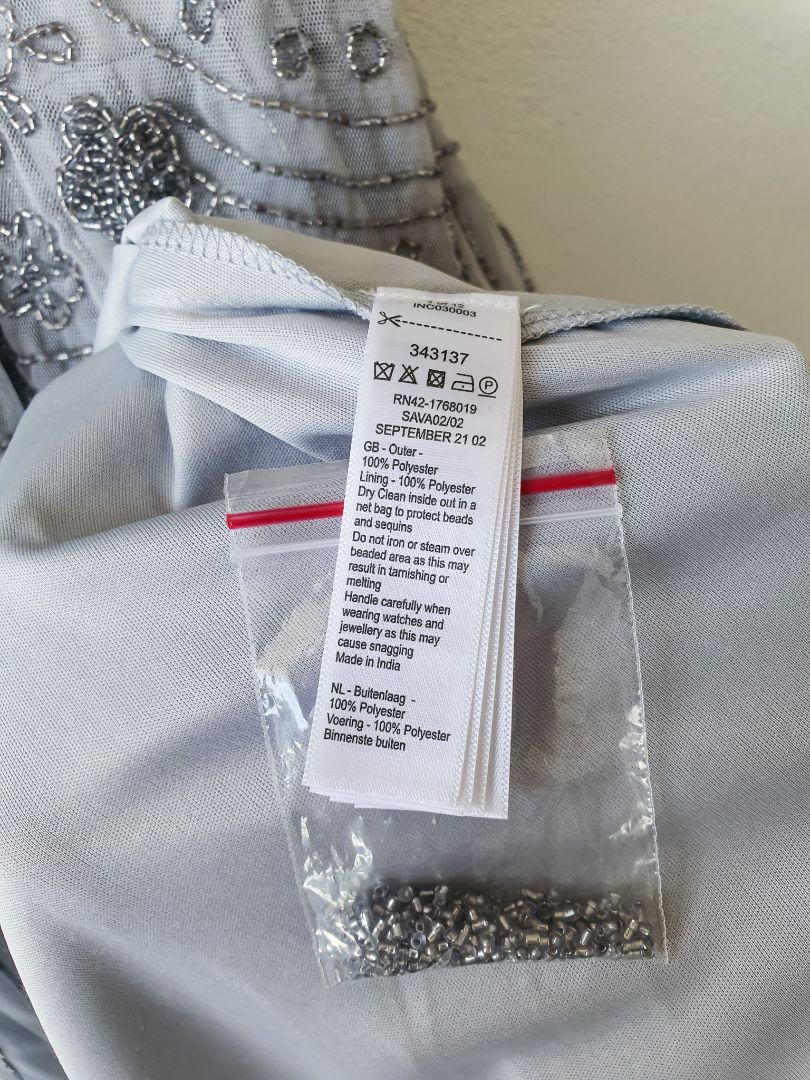 INC030003
343137
P
RN42-1768019
SAVA02/02
SEPTEMBER 21 02
GB - Outer -
100% Polyester
Lining - 100% Polyester
Dry Clean inside out in a
net bag to protect beads
and sequins
Do not iron or steam over
beaded area as this may
result in tarnishing or
melting
Handle carefully when
wearing watches and
jewellery as this may
cause snagging
Made in India
NL - Buitenlaag -
100% Polyester
Voering - 100% Polyester
Binnenste buiten